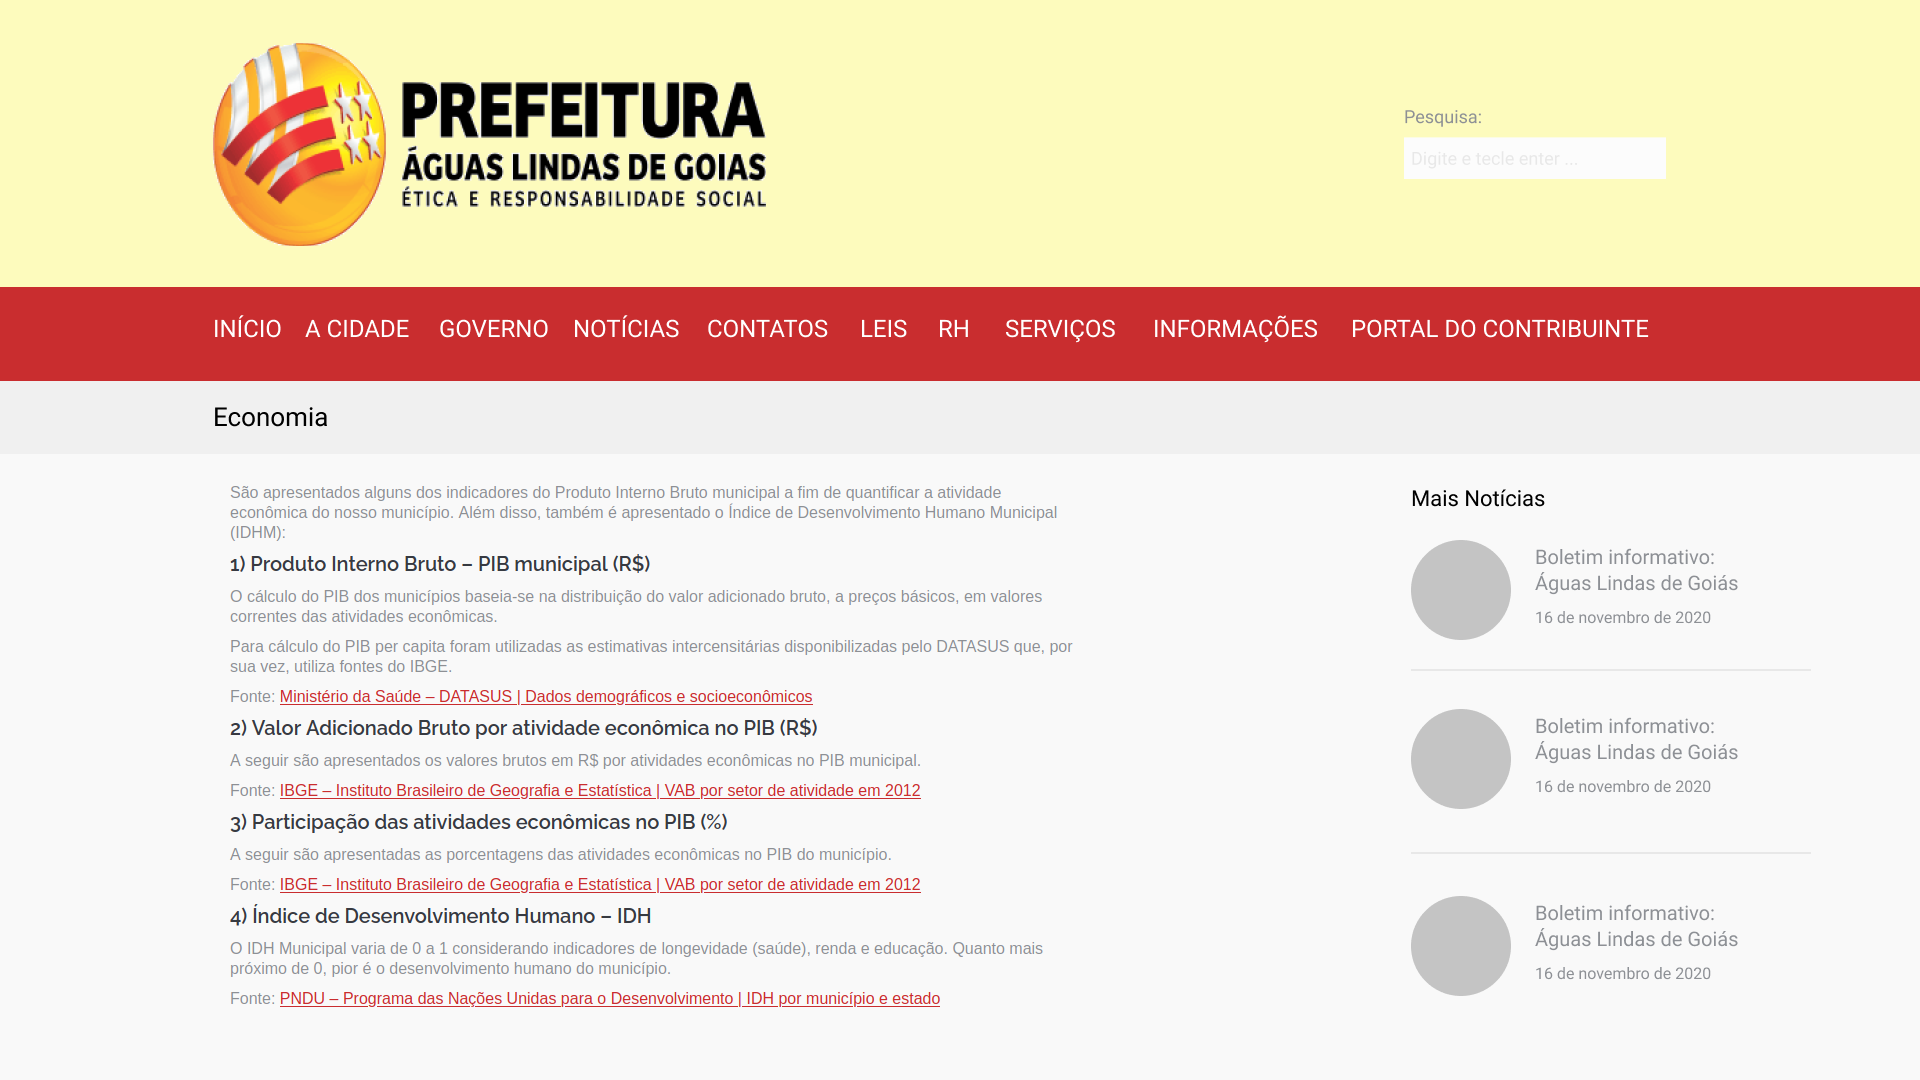 PREFEITURA
ÁGUAS LINDAS DE GOIAS
ÉTICA E RESPONSABILIDADE SOCIAL
Pesquisa:
Digite e tecle enter ...
INÍCIO A CIDADE GOVERNO NOTÍCIAS CONTATOS LEIS RH SERVIÇOS INFORMAÇÕES PORTAL DO CONTRIBUINTE
Economia
São apresentados alguns dos indicadores do Produto Interno Bruto municipal a fim de quantificar a atividade
econômica do nosso município. Além disso, também é apresentado o Índice de Desenvolvimento Humano Municipal
(IDHM):
1) Produto Interno Bruto – PIB municipal (R$)
O cálculo do PIB dos municípios baseia-se na distribuição do valor adicionado bruto, a preços básicos, em valores
correntes das atividades econômicas.
Para cálculo do PIB per capita foram utilizadas as estimativas intercensitárias disponibilizadas pelo DATASUS que, por
sua vez, utiliza fontes do IBGE.
Fonte: Ministério da Saúde – DATASUS | Dados demográficos e socioeconômicos
2) Valor Adicionado Bruto por atividade econômica no PIB (R$)
A seguir são apresentados os valores brutos em R$ por atividades econômicas no PIB municipal.
Fonte: IBGE – Instituto Brasileiro de Geografia e Estatística | VAB por setor de atividade em 2012
3) Participação das atividades econômicas no PIB (%)
A seguir são apresentadas as porcentagens das atividades econômicas no PIB do município.
Fonte: IBGE – Instituto Brasileiro de Geografia e Estatística | VAB por setor de atividade em 2012
4) Índice de Desenvolvimento Humano – IDH
O IDH Municipal varia de 0 a 1 considerando indicadores de longevidade (saúde), renda e educação. Quanto mais
próximo de 0, pior é o desenvolvimento humano do município.
Fonte: PNDU – Programa das Nações Unidas para o Desenvolvimento | IDH por município e estado
Mais Notícias
Boletim informativo:
Águas Lindas de Goiás
16 de novembro de 2020
Boletim informativo:
Águas Lindas de Goiás
16 de novembro de 2020
Boletim informativo:
Águas Lindas de Goiás
16 de novembro de 2020